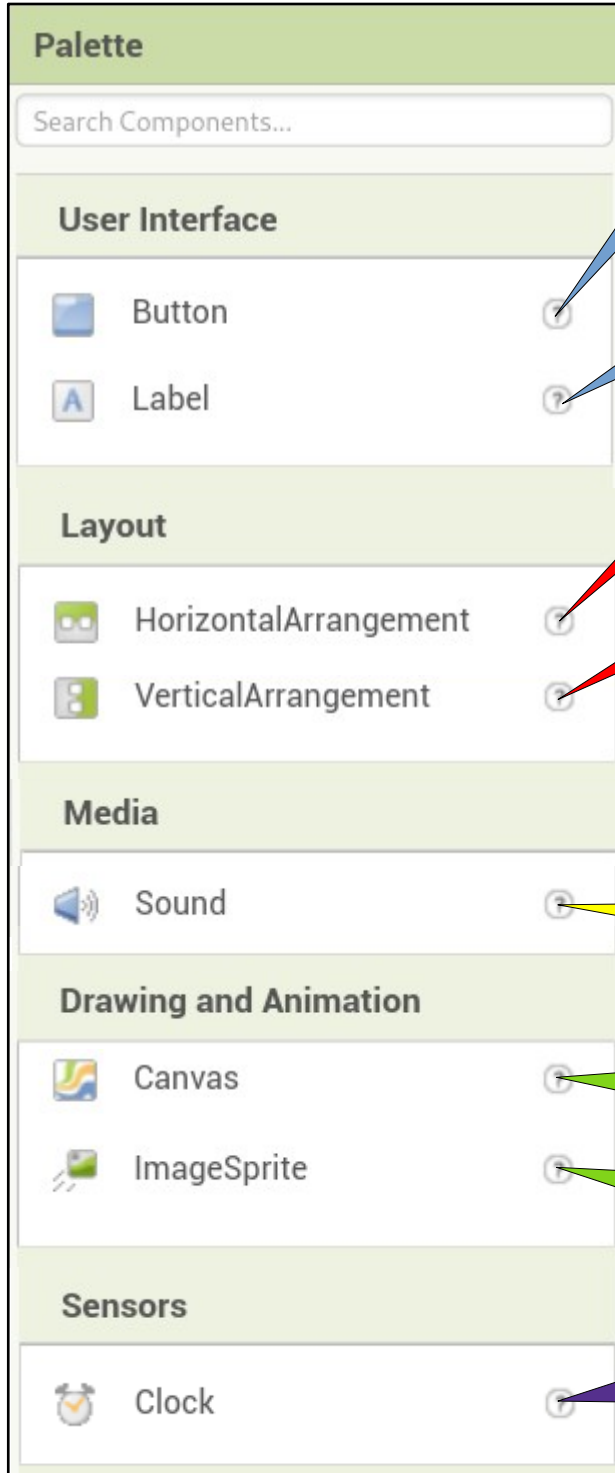 Palette
Search Components...
User Interface
Button ?
A Label ?
Layout
HorizontalArrangement ?
VerticalArrangement ?
Media
Sound ?
Drawing and Animation
Canvas ?
ImageSprite ?
Sensors
Clock ?